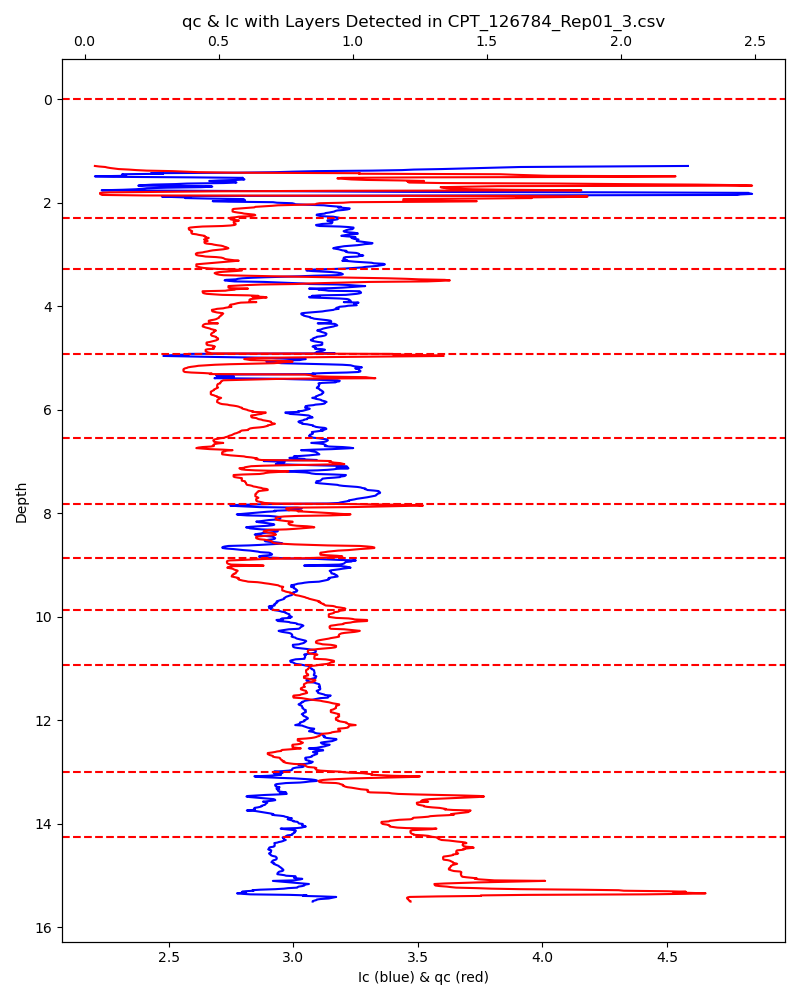 qc & Ic with Layers Detected in CPT_126784_Rep01_3.csv
0.0 0.5 1.0 1.5 2.0 2.5
0
2
4
6
8
10
12
14
16
Depth
2.5 3.0 3.5 4.0 4.5
Ic (blue) & qc (red)